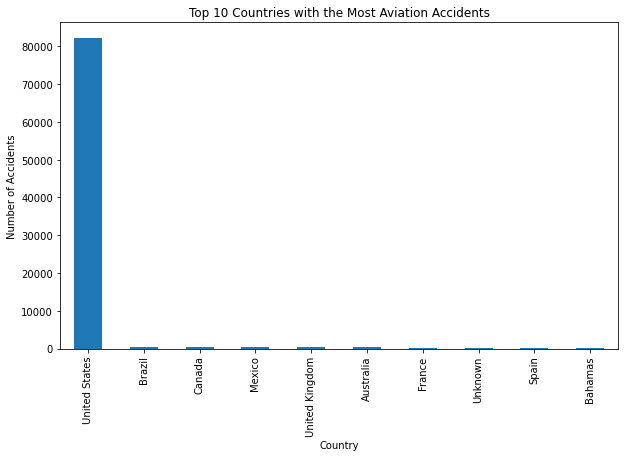 Top 10 Countries with the Most Aviation Accidents
Number of Accidents
80000
70000
60000
50000
40000
30000
20000
10000
0
United States
Brazil
Canada
Mexico
United Kingdom
Australia
France
Unknown
Spain
Bahamas
Country